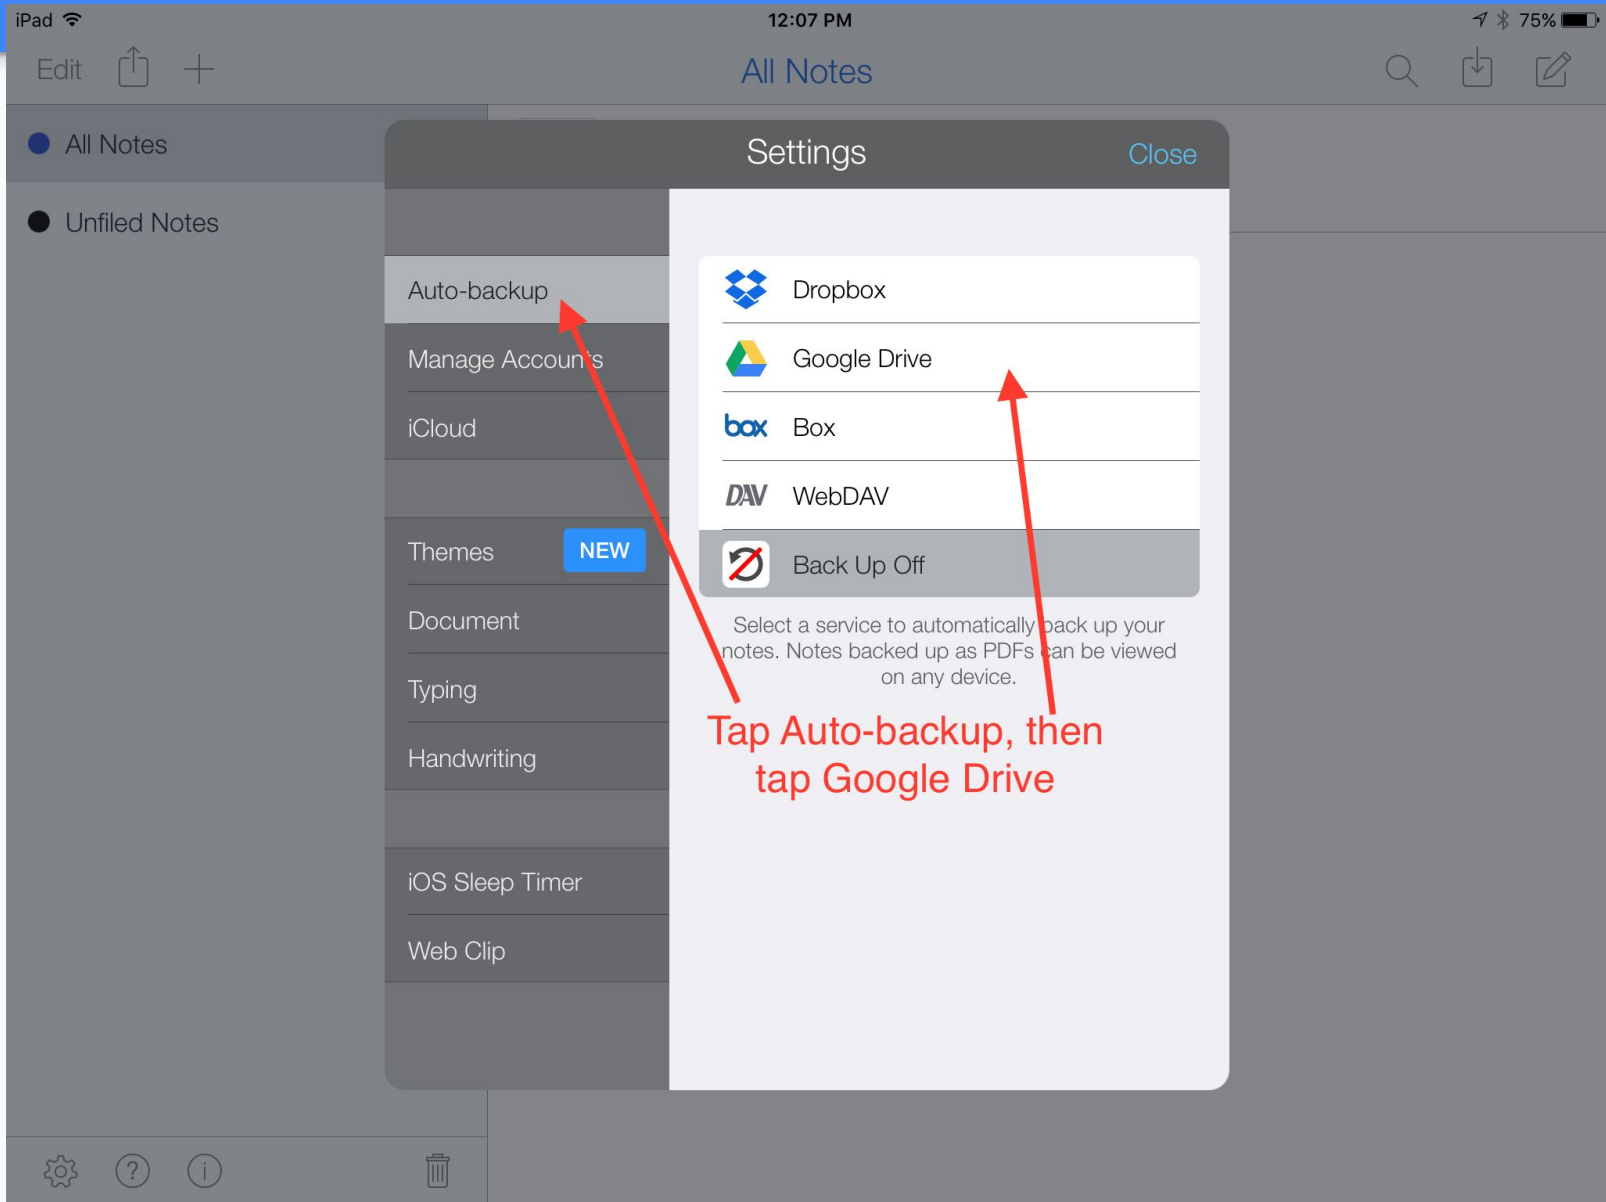 iPad
12:07 PM
75%
Edit
All Notes
All Notes
Unfiled Notes
Settings
Close
Auto-backup
Manage Accounts
iCloud
Themes
NEW
Document
Typing
Handwriting
iOS Sleep Timer
Web Clip
Dropbox
Google Drive
box
Box
DAV
WebDAV
Back Up Off
Select a service to automatically back up your
notes. Notes backed up as PDFs can be viewed
on any device.
Tap Auto-backup, then
tap Google Drive